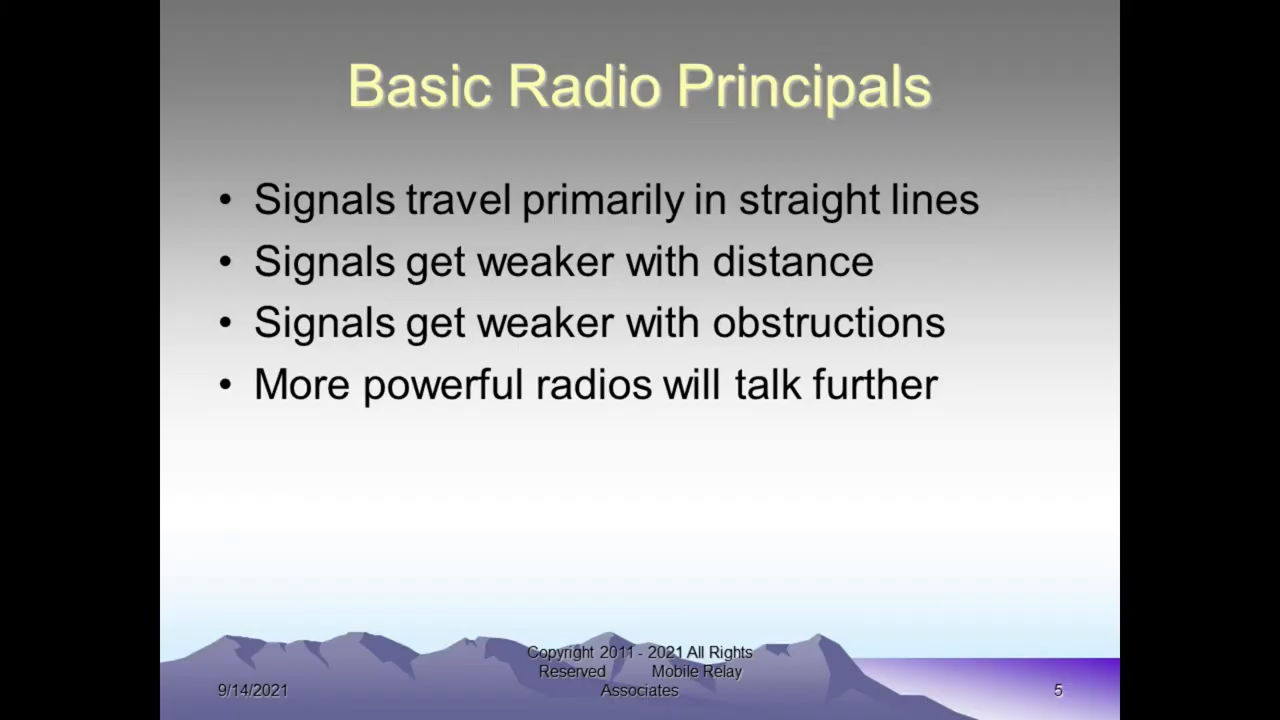 Basic Radio Principals
• Signals travel primarily in straight lines
• Signals get weaker with distance
• Signals get weaker with obstructions
• More powerful radios will talk further
Copyright 2011 - 2021 All Rights
Reserved Mobile Relay
Associates
9/14/2021
5